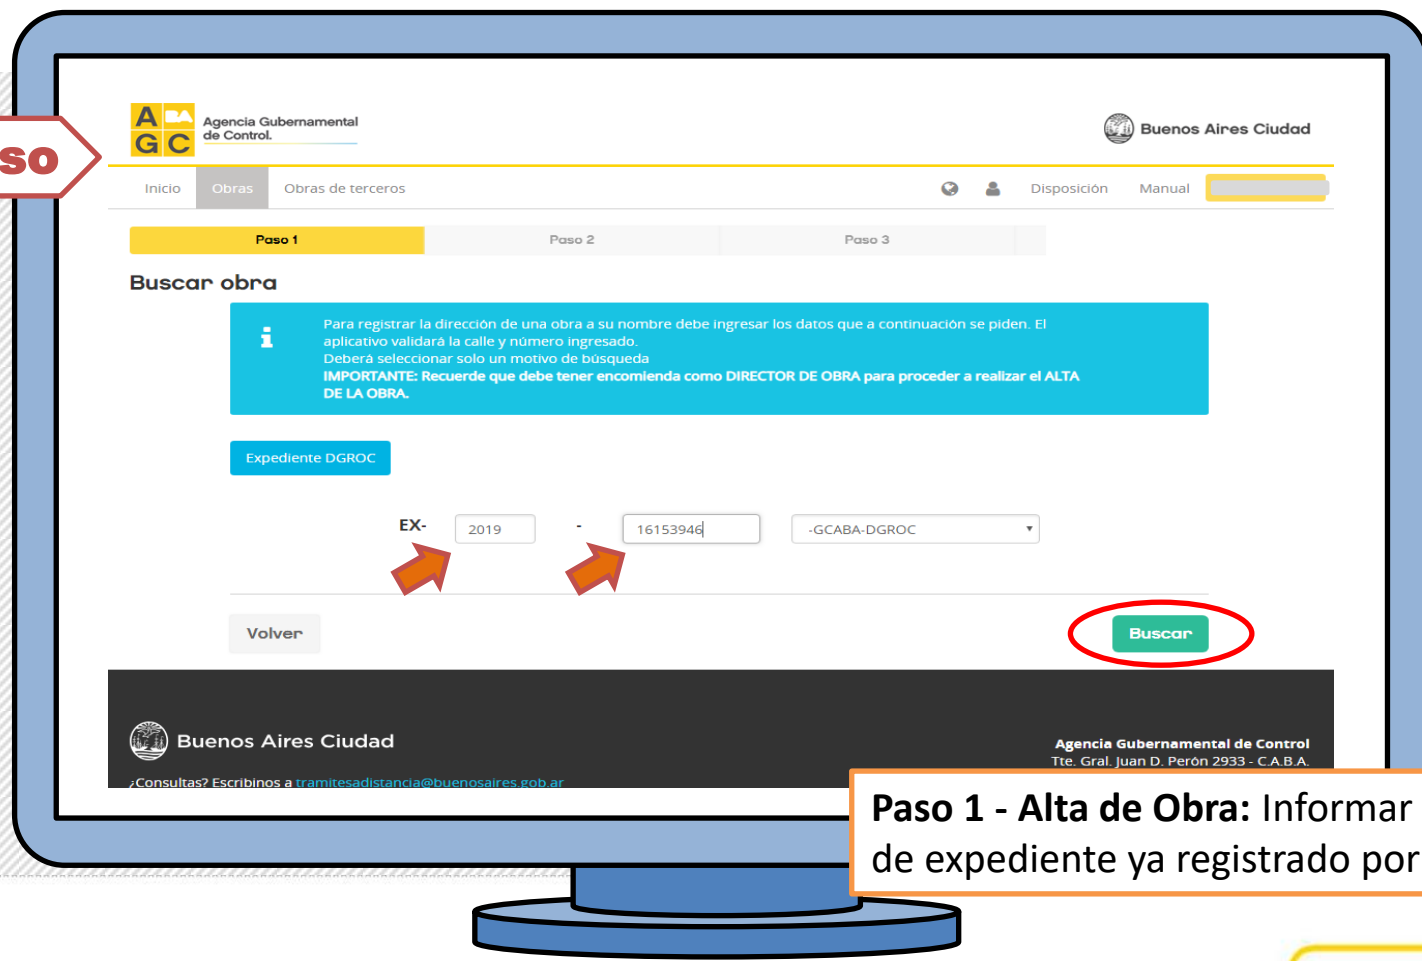 SO
A BA
G C
Agencia Gubernamental
de Control.
Buenos Aires Ciudad
Inicio Obras Obras de terceros Disposición Manual
Paso 1 Paso 2 Paso 3
Buscar obra
Para registrar la dirección de una obra a su nombre debe ingresar los datos que a continuación se piden. El
aplicativo validará la calle y número ingresado.
Deberá seleccionar solo un motivo de búsqueda
IMPORTANTE: Recuerde que debe tener encomienda como DIRECTOR DE OBRA para proceder a realizar el ALTA
DE LA OBRA.
Expediente DGROC
EX- 2019 - 16153946 -GCABA-DGROC
Volver Buscar
Buenos Aires Ciudad
¿Consultas? Escribinos a tramitesadistancia@buenosaires.gob.ar
Agencia Gubernamental de Control
Tte. Gral. Juan D. Perón 2933 - C.A.B.A.
Paso 1 - Alta de Obra: Informar
de expediente ya registrado por